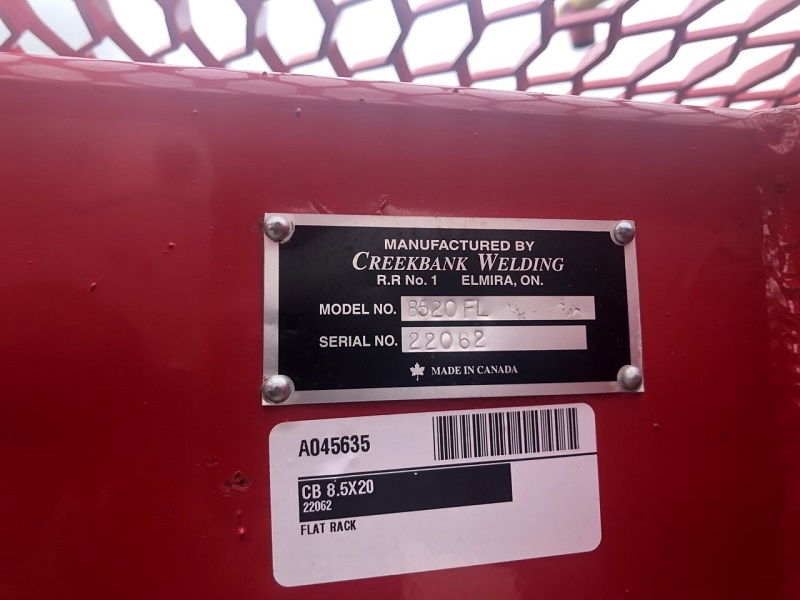 MANUFACTURED BY
CREEKBANK WELDING
R.R No. 1 ELMIRA, ON.
MODEL NO. 8520 FL
SERIAL NO. 22062
MADE IN CANADA
A045635
CB 8.5X20
22062
FLAT RACK